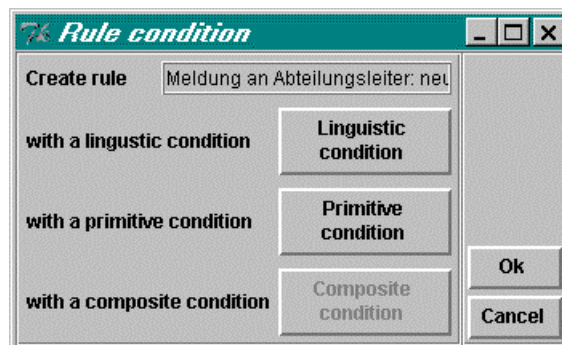 Rule condition
Create rule Meldung an Abteilungsleiter: neu
with a lingustic condition Linguistic condition
with a primitive condition Primitive condition
Ok
with a composite condition Composite condition
Cancel